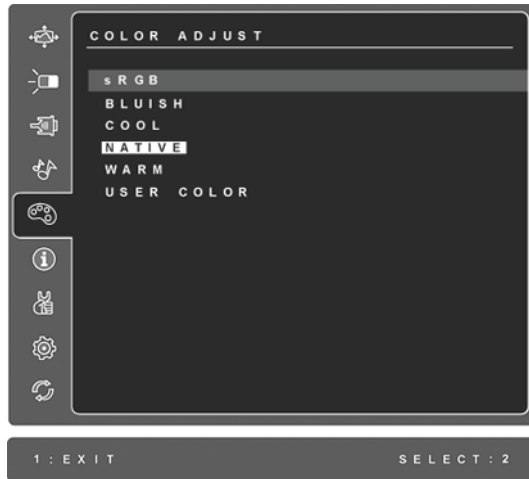 COLOR ADJUST
sRGB
BLUISH
COOL
NATIVE
WARM
USER COLOR
1:EXIT SELECT:2